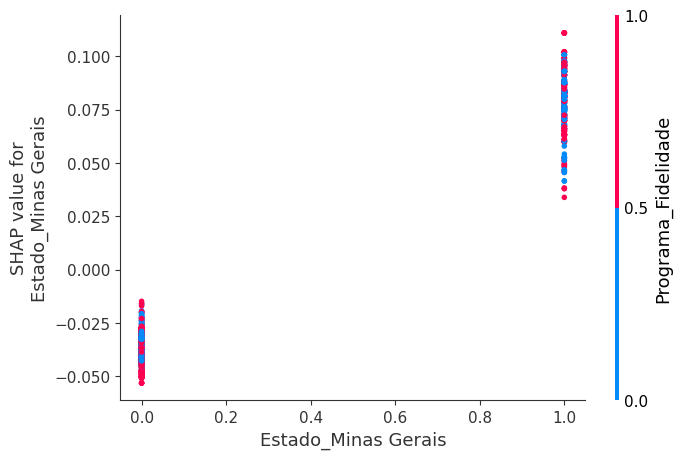 0.100
0.075
0.050
0.025
0.000
−0.025
−0.050
SHAP value for
Estado_Minas Gerais
0.0 0.2 0.4 0.6 0.8 1.0
Estado_Minas Gerais
1.0
0.5
0.0
Programa_Fidelidade